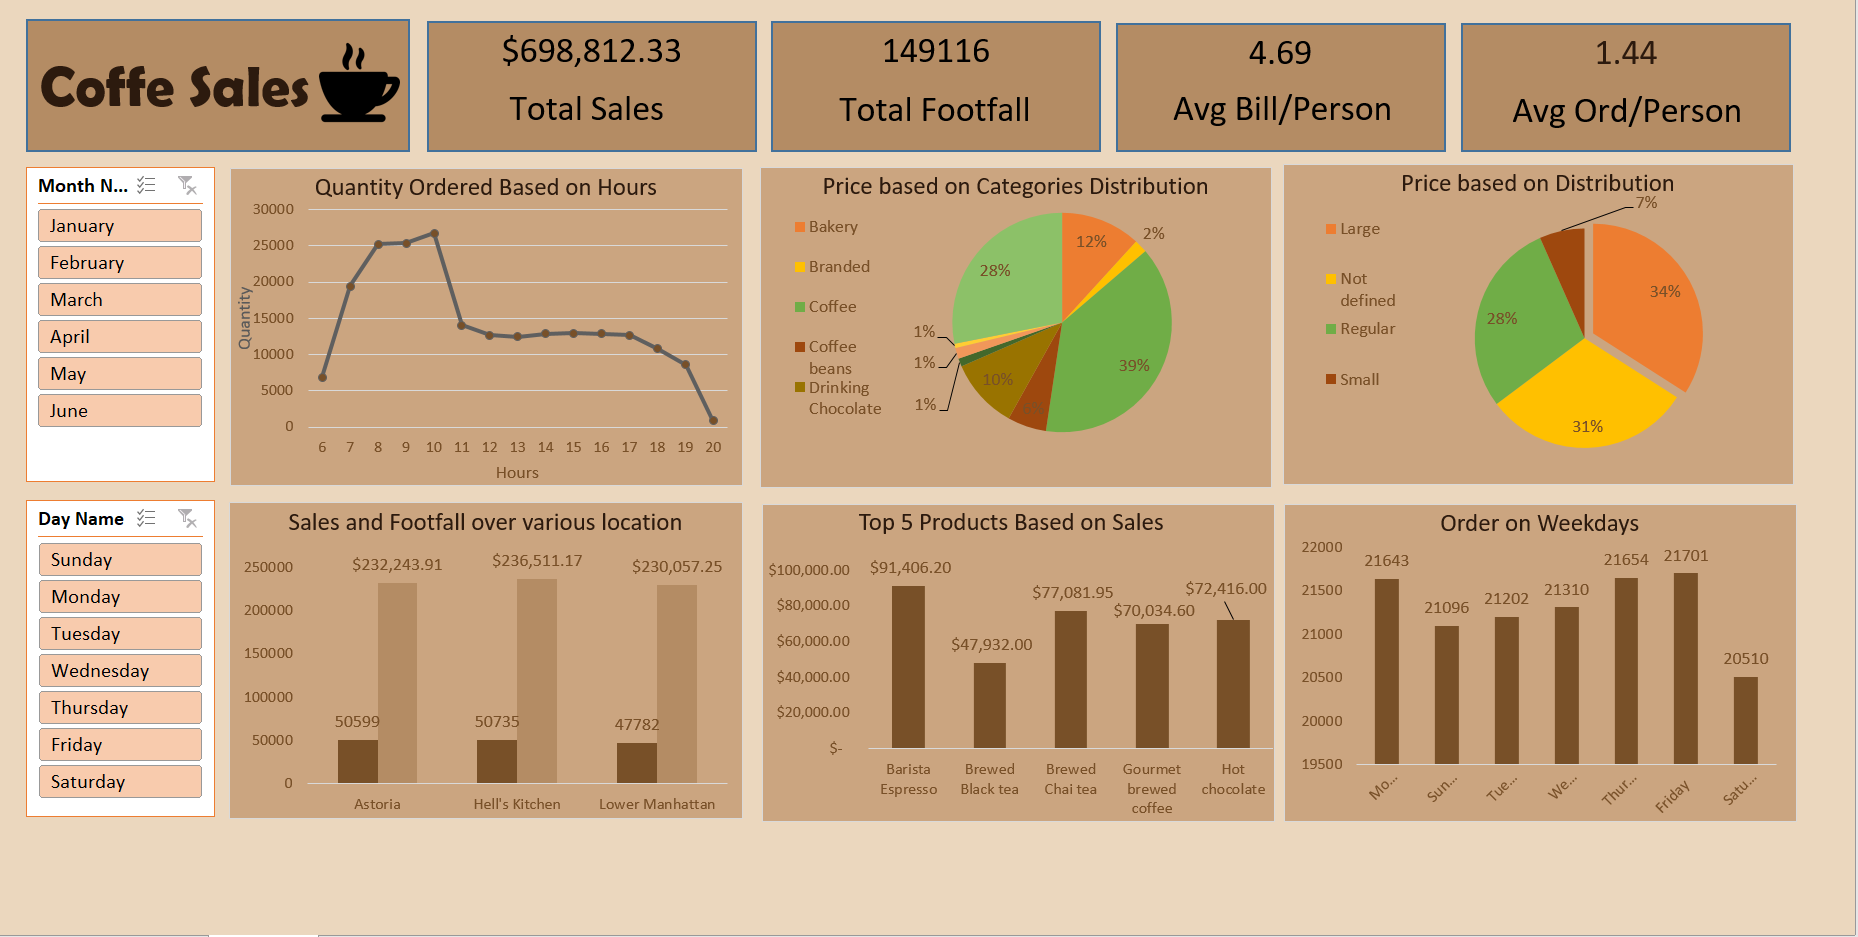 Coffe Sales
$698,812.33
Total Sales
149116
Total Footfall
4.69
Avg Bill/Person
1.44
Avg Ord/Person
Month N...
January
February
March
April
May
June
Quantity Ordered Based on Hours
30000
25000
20000
15000
10000
5000
0
Quantity
6 7 8 9 10 11 12 13 14 15 16 17 18 19 20
Hours
Price based on Categories Distribution
Bakery
Branded
Coffee
Coffee
beans
Drinking
Chocolate
12%
2%
39%
10%
1%
1%
1%
28%
Price based on Distribution
Large
Not
defined
Regular
Small
7%
34%
31%
28%
Day Name
Sunday
Monday
Tuesday
Wednesday
Thursday
Friday
Saturday
Sales and Footfall over various location
250000
200000
150000
100000
50000
0
$232,243.91
$236,511.17
$230,057.25
50599
50735
47782
Astoria
Hell's Kitchen
Lower Manhattan
Top 5 Products Based on Sales
$100,000.00
$80,000.00
$60,000.00
$40,000.00
$20,000.00
$-
$91,406.20
$47,932.00
$77,081.95
$70,034.60
$72,416.00
Barista
Espresso
Brewed
Black tea
Brewed
Chai tea
Gourmet
brewed
coffee
Hot
chocolate
Order on Weekdays
22000
21500
21000
20500
20000
19500
21643
21096
21202
21310
21654
21701
20510
Mo...
Sun...
Tue...
We...
Thur...
Friday
Satu...